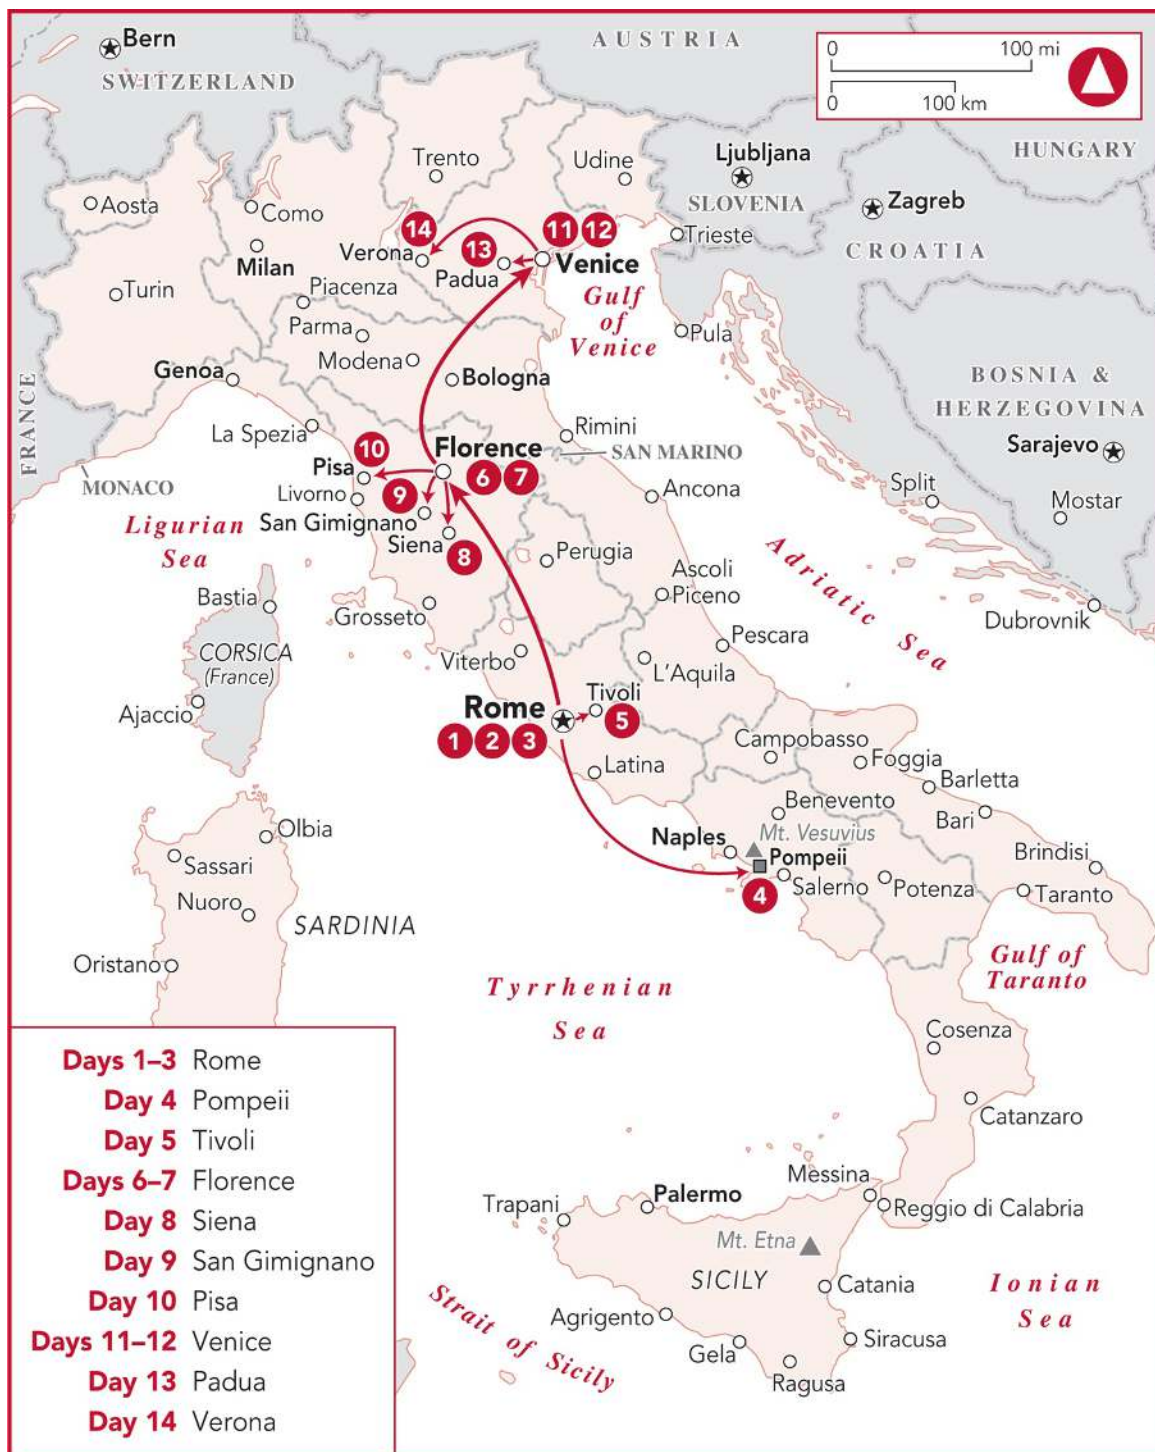 Bern
SWITZERLAND
AUSTRIA
0 100 mi
0 100 km
HUNGARY
Ljubljana
SLOVENIA
Zagreb
CROATIA
Trento
Udine
Aosta
Como
Milan
14
Verona
13
Padua
11 12
Venice
Trieste
Turin
Piacenza
Gulf
of
Venice
Parma
Modena
Pula
Genoa
Bologna
BOSNIA &
HERZEGOVINA
FRANCE
La Spezia
Rimini
SAN MARINO
Sarajevo
MONACO
10
Pisa
Florence
6 7
Livorno
9
San Gimignano
Siena
8
Ancona
Split
Mostar
Ligurian
Sea
Perugia
Adriatic Sea
Ascoli
Piceno
Bastia
Grosseto
Dubrovnik
CORSICA
(France)
Viterbo
Pescara
L'Aquila
Ajaccio
Rome
1 2 3
Tivoli
5
Latina
Campobasso
Foggia
Barletta
Benevento
Bari
Olbia
Sassari
Naples
Mt. Vesuvius
Pompeii
4
Salerno
Potenza
Brindisi
Taranto
Nuoro
SARDINIA
Oristano
Tyrrhenian
Sea
Gulf of
Taranto
Cosenza
Catanzaro
Messina
Reggio di Calabria
Trapani
Palermo
Mt. Etna
SICILY
Catania
Ionian
Sea
Strait of Sicily
Agrigento
Gela
Siracusa
Ragusa
Days 1–3 Rome
Day 4 Pompeii
Day 5 Tivoli
Days 6–7 Florence
Day 8 Siena
Day 9 San Gimignano
Day 10 Pisa
Days 11–12 Venice
Day 13 Padua
Day 14 Verona